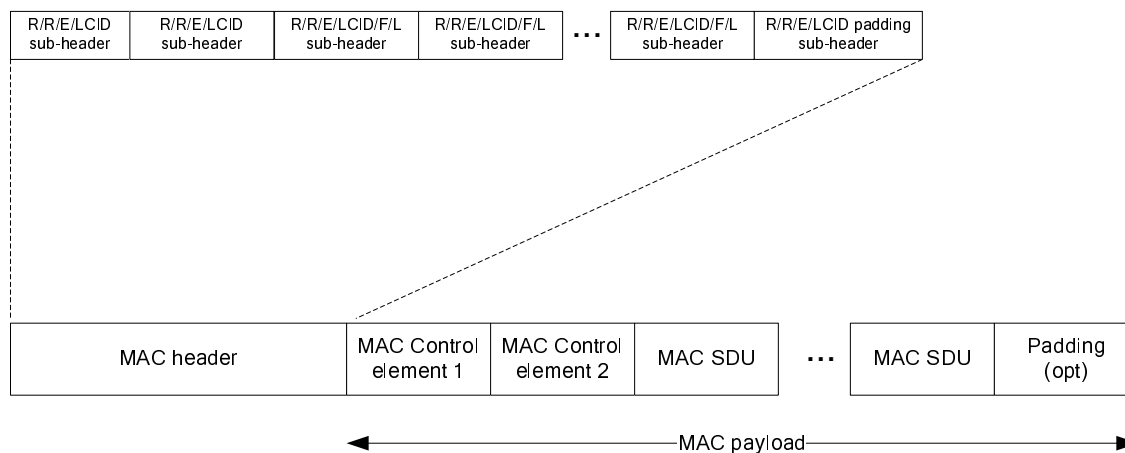 R/R/E/LCID
sub-header
R/R/E/LCID
sub-header
R/R/E/LCID/F/L
sub-header
R/R/E/LCID/F/L
sub-header
...
R/R/E/LCID/F/L
sub-header
R/R/E/LCID padding
sub-header
MAC header
MAC Control
element 1
MAC Control
element 2
MAC SDU
...
MAC SDU
Padding
(opt)
MAC payload